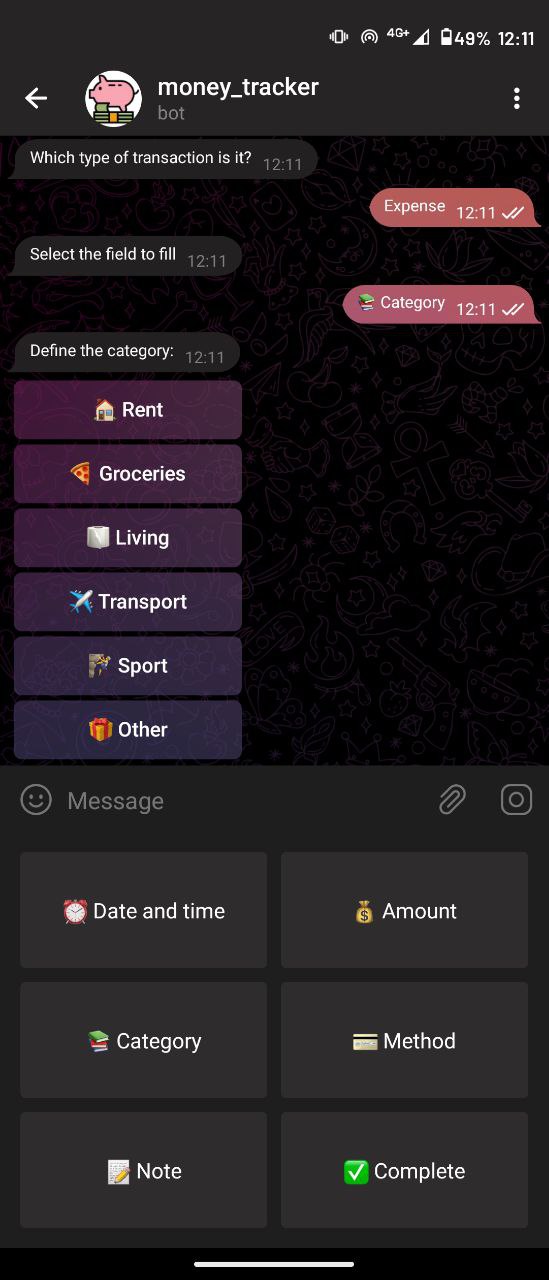 4G+ 49% 12:11
money_tracker
bot
Which type of transaction is it? 12:11
Expense 12:11
Select the field to fill 12:11
Category 12:11
Define the category: 12:11
Rent
Groceries
Living
Transport
Sport
Other
Message
Date and time
Amount
Category
Method
Note
Complete